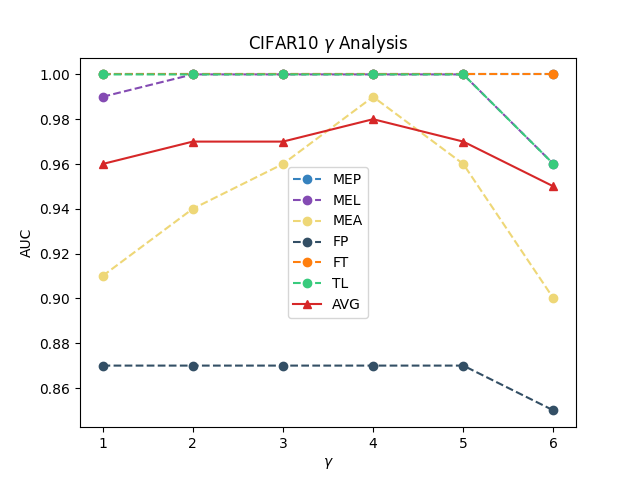 CIFAR10 γ Analysis
1.00
0.98
0.96
0.94
0.92
0.90
0.88
0.86
AUC
MEP
MEL
MEA
FP
FT
TL
AVG
1 2 3 4 5 6
γ